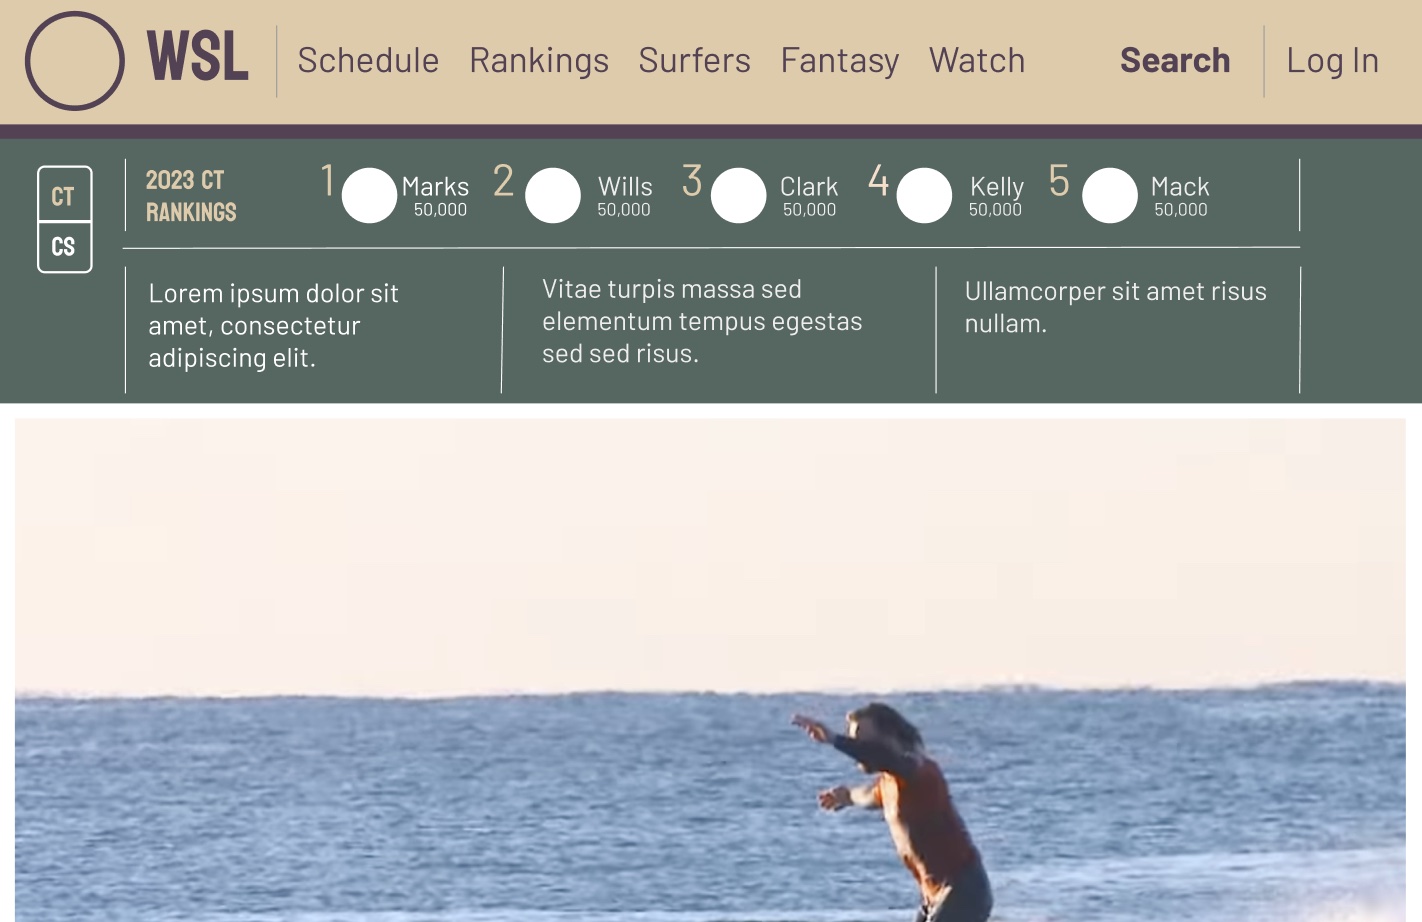 WSL Schedule Rankings Surfers Fantasy Watch Search Log In
CT
CS
2023 CT
RANKINGS
1 Marks 50,000
2 Wills 50,000
3 Clark 50,000
4 Kelly 50,000
5 Mack 50,000
Lorem ipsum dolor sit
amet, consectetur
adipiscing elit.
Vitae turpis massa sed
elementum tempus egestas
sed sed risus.
Ullamcorper sit amet risus
nullam.